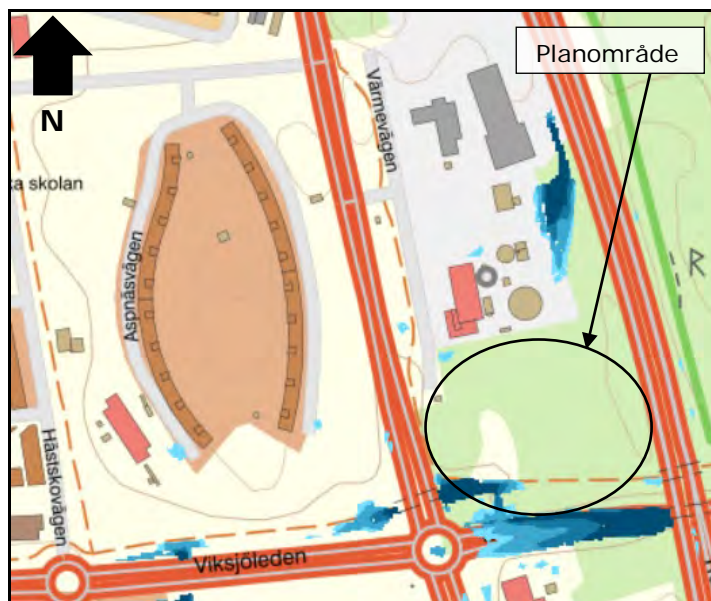 Planområde
N
Värmevägen
ka skolan
Aspnäsvägen
Hästskovägen
Viksjöleden